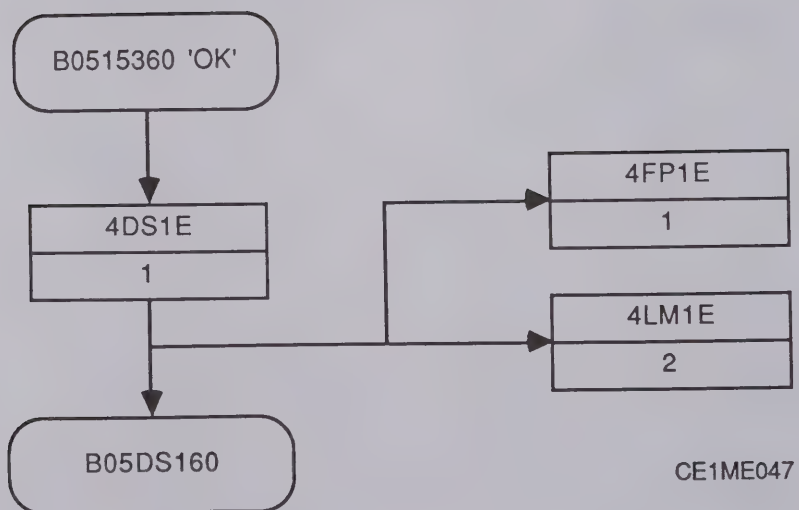 B0515360 'OK'
4DS1E
1
4FP1E
1
4LM1E
2
B05DS160
CE1ME047